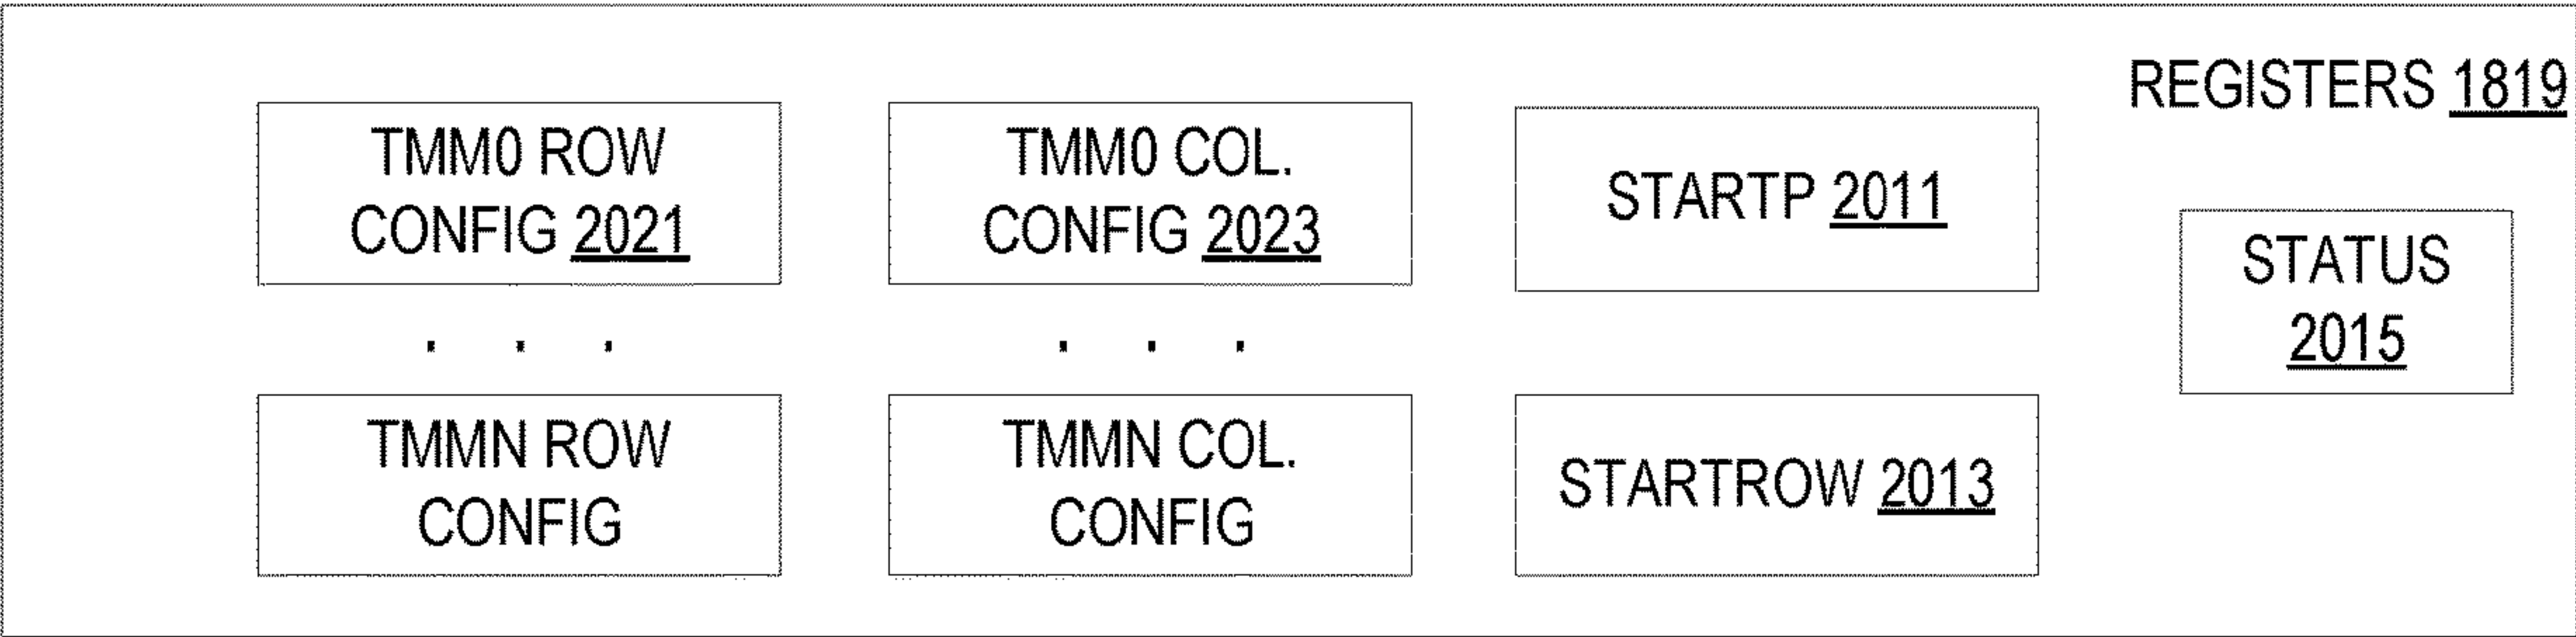 REGISTERS 1819
TMM0 ROW
CONFIG 2021
TMM0 COL.
CONFIG 2023
STARTP 2011
STATUS
2015
. . .
. . .
TMMN ROW
CONFIG
TMMN COL.
CONFIG
STARTROW 2013